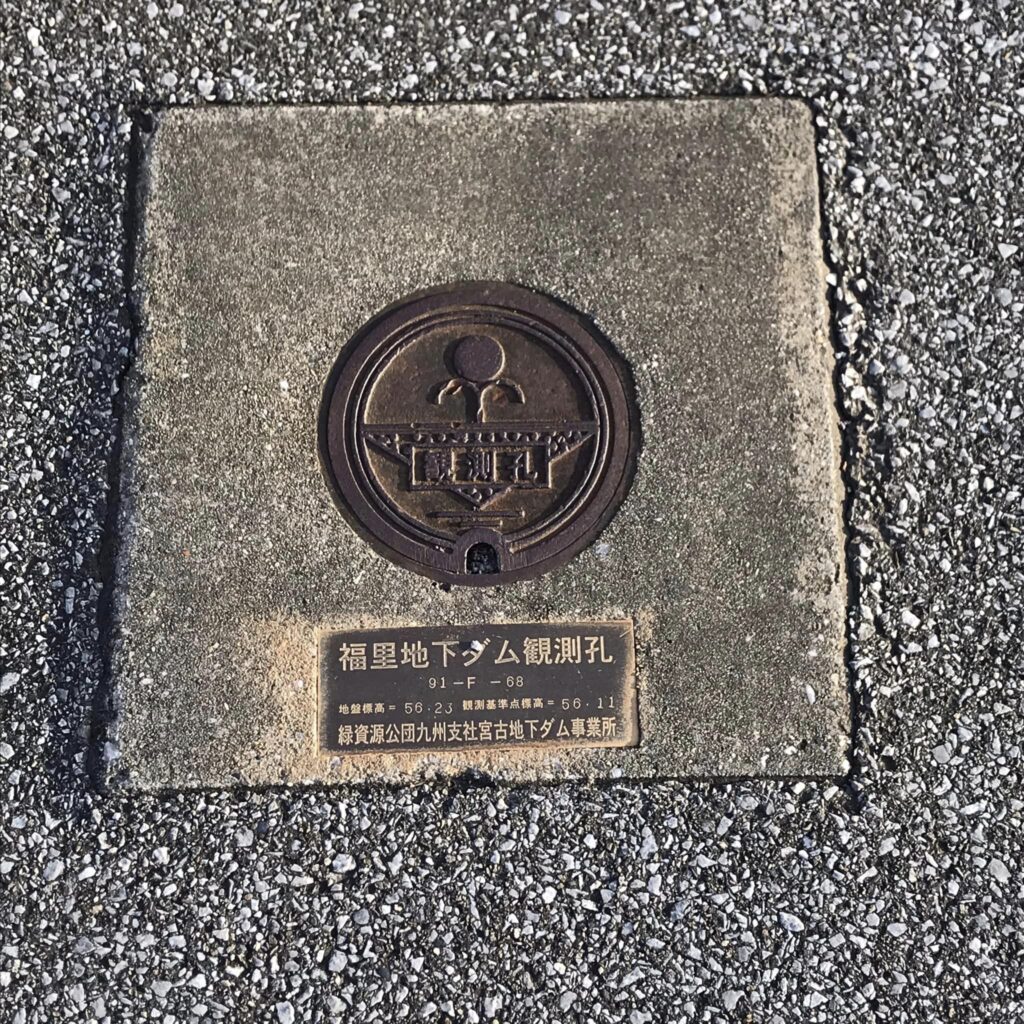 観測孔
福里地下ダム観測孔
91-F-68
地盤標高=56.23 観測基準点標高=56.11
緑資源公団九州支社宮古地下ダム事業所